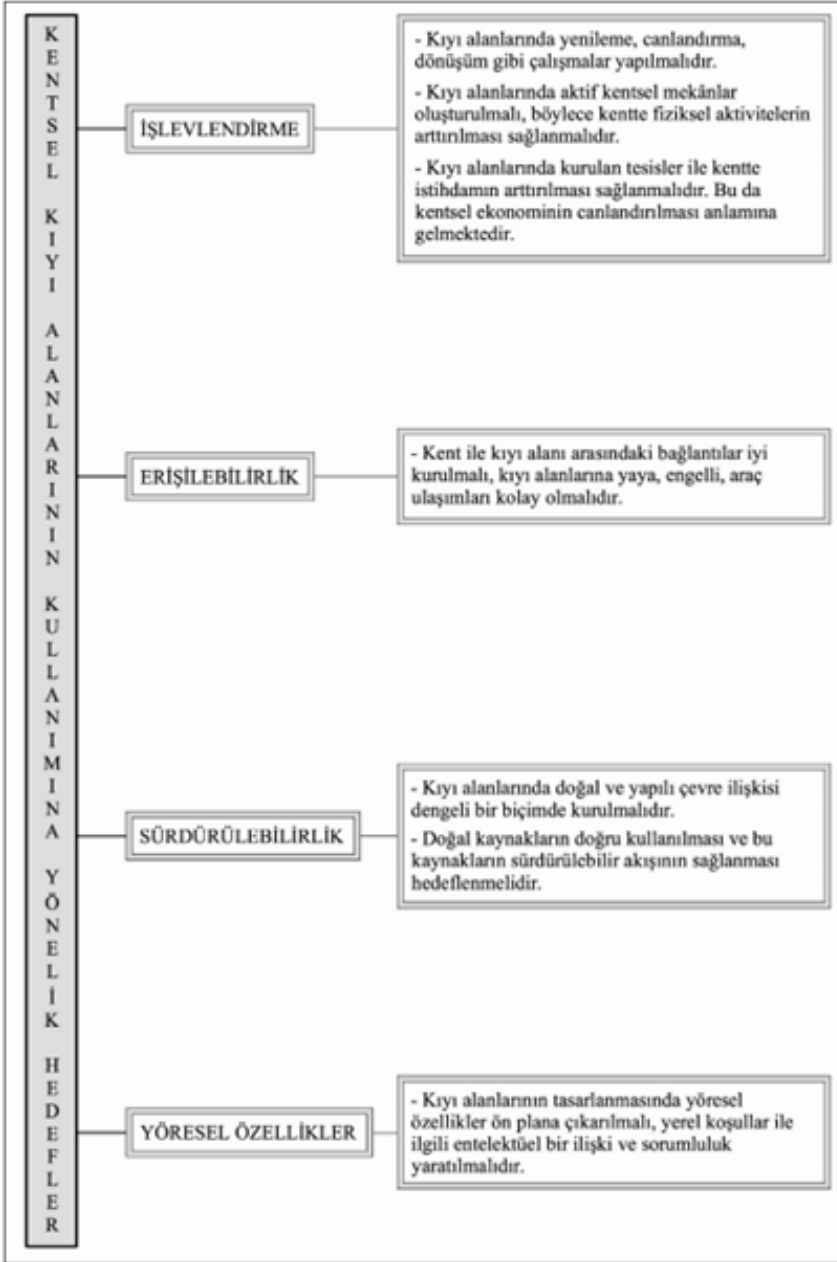 KENTSEL KIYI ALANLARININ KULLANIMINA YÖNELİK HEDEFLER
İŞLEVLENDİRME
- Kıyı alanlarında yenileme, canlandırma,
dönüşüm gibi çalışmalar yapılmalıdır.
- Kıyı alanlarında aktif kentsel mekânlar
oluşturulmalı, böylece kentte fiziksel aktivitelerin
arttırılması sağlanmalıdır.
- Kıyı alanlarında kurulan tesisler ile kentte
istihdamın arttırılması sağlanmalıdır. Bu da
kentsel ekonominin canlandırılması anlamına
gelmektedir.
ERİŞİLEBİLİRLİK
- Kent ile kıyı alanı arasındaki bağlantılar iyi
kurulmalı, kıyı alanlarına yaya, engelli, araç
ulaşımları kolay olmalıdır.
SÜRDÜRÜLEBİLİRLİK
- Kıyı alanlarında doğal ve yapılı çevre ilişkisi
dengeli bir biçimde kurulmalıdır.
- Doğal kaynakların doğru kullanılması ve bu
kaynakların sürdürülebilir akışının sağlanması
hedeflenmelidir.
YÖRESEL ÖZELLİKLER
- Kıyı alanlarının tasarlanmasında yöresel
özellikler ön plana çıkarılmalı, yerel koşullar ile
ilgili entelektüel bir ilişki ve sorumluluk
yaratılmalıdır.